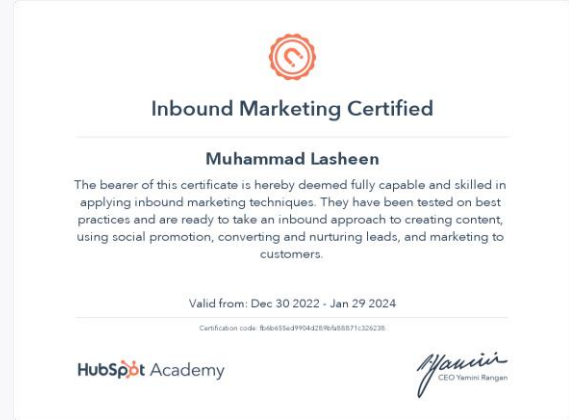 Inbound Marketing Certified
Muhammad Lasheen
The bearer of this certificate is hereby deemed fully capable and skilled in
applying inbound marketing techniques. They have been tested on best
practices and are ready to take an inbound approach to creating content,
using social promotion, converting and nurturing leads, and marketing to
customers.
Valid from: Dec 30 2022 - Jan 29 2024
Certification code:
HubSpot Academy
Yamini
CEO Yamini Rangan